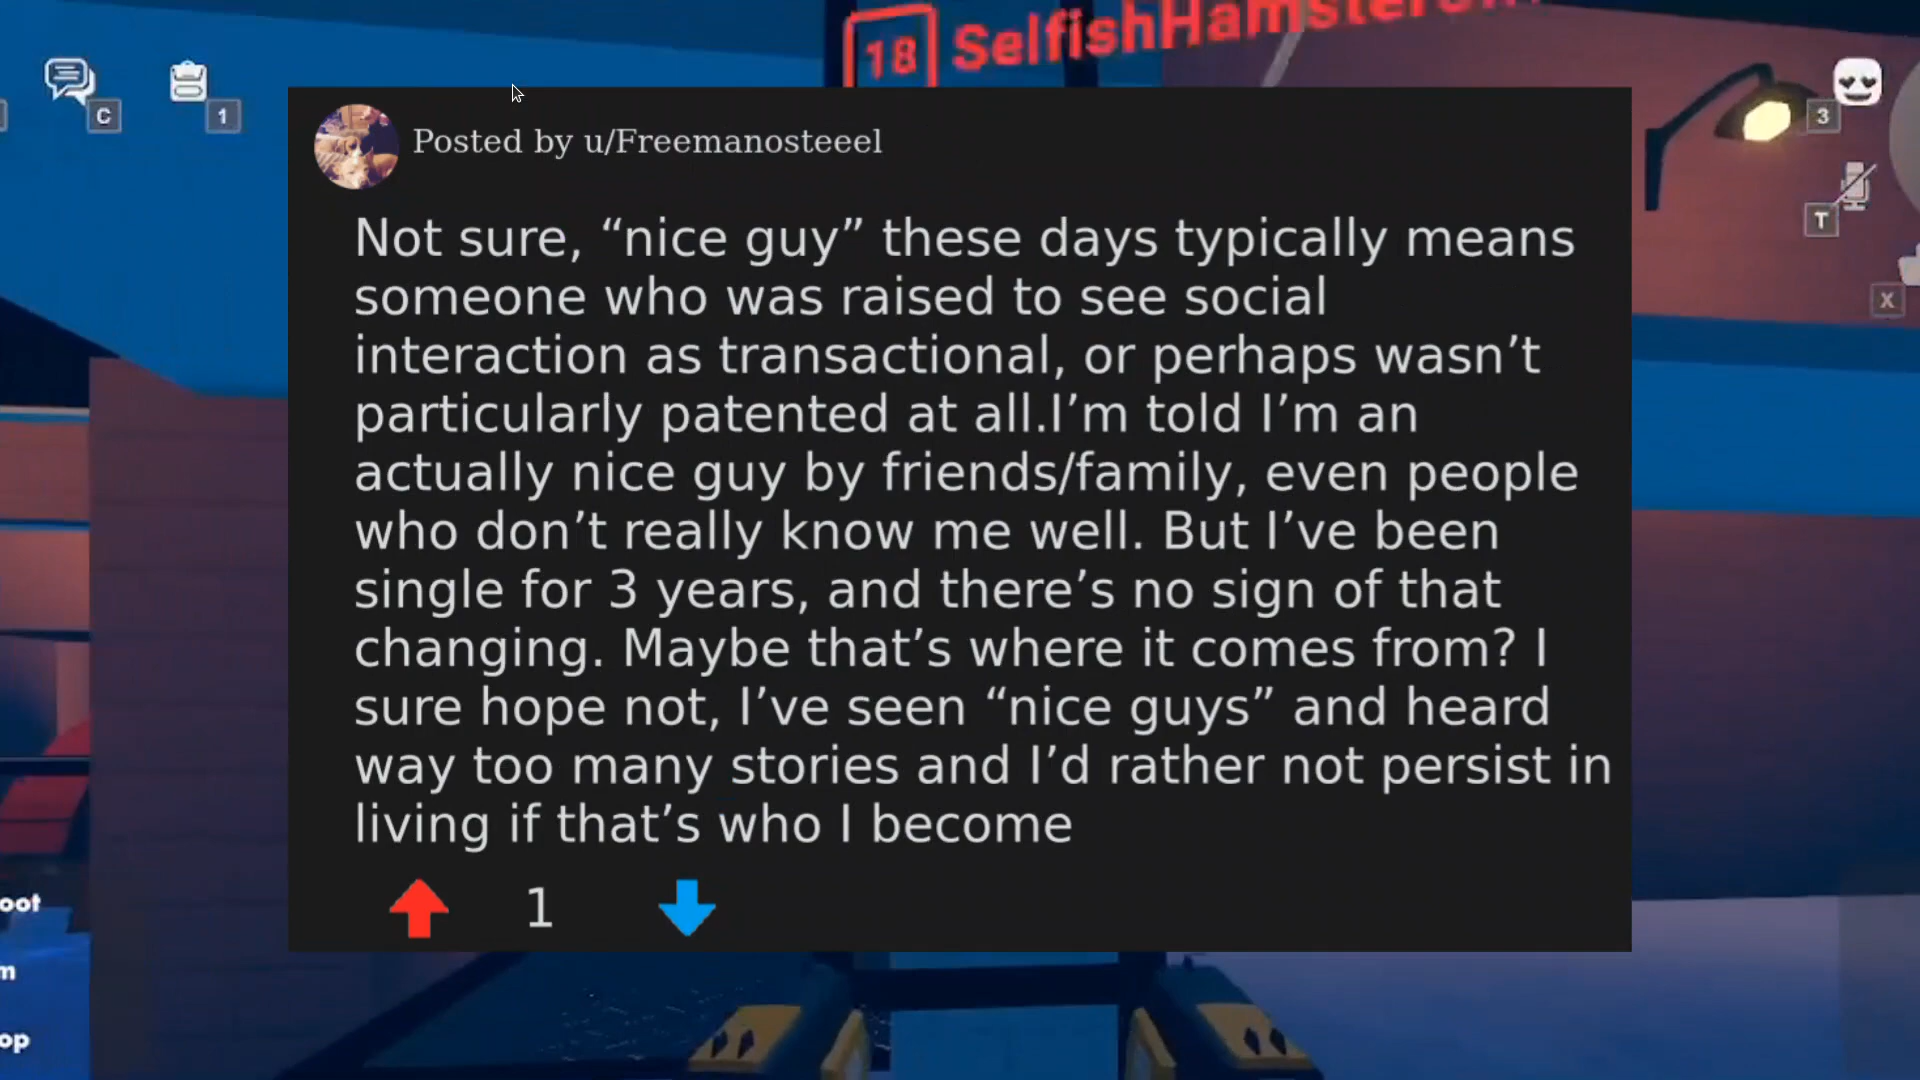 18 SelfishHamster
C
1
3
T
X
Posted by u/Freemanosteeel
Not sure, “nice guy” these days typically means
someone who was raised to see social
interaction as transactional, or perhaps wasn’t
particularly patented at all.I’m told I’m an
actually nice guy by friends/family, even people
who don’t really know me well. But I’ve been
single for 3 years, and there’s no sign of that
changing. Maybe that’s where it comes from? I
sure hope not, I’ve seen “nice guys” and heard
way too many stories and I’d rather not persist in
living if that’s who I become
1
oot
m
op